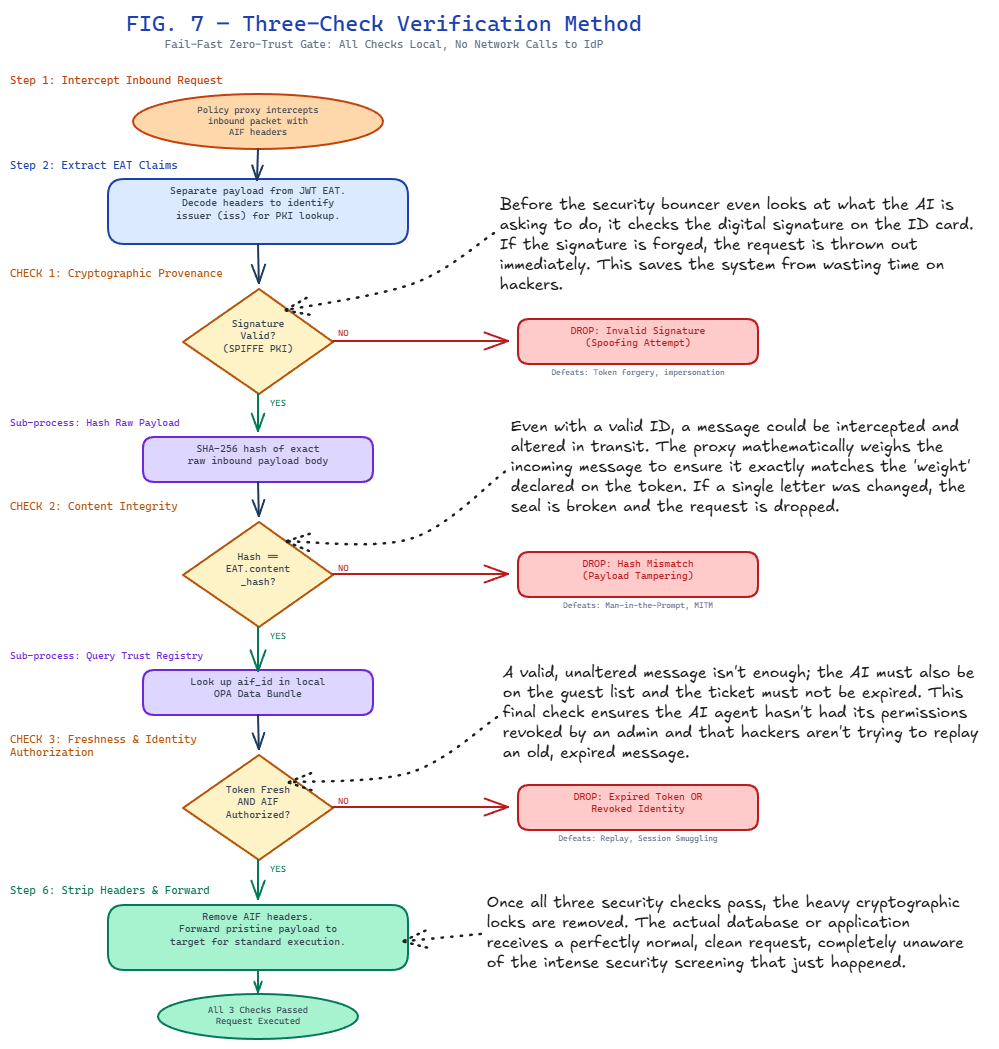 FIG. 7 — Three-Check Verification Method
Fail-Fast Zero-Trust Gate: All Checks Local, No Network Calls to IdP
Step 1: Intercept Inbound Request
Policy proxy intercepts
inbound packet with
AIF headers
Step 2: Extract EAT Claims
Separate payload from JWT EAT.
Decode headers to identify
issuer (iss) for PKI lookup.
Before the security bouncer even looks at what the AI is
asking to do, it checks the digital signature on the ID card.
If the signature is forged, the request is thrown out
immediately. This saves the system from wasting time on
hackers.
CHECK 1: Cryptographic Provenance
Signature
Valid?
(SPIFFE PKI)
NO
DROP: Invalid Signature
(Spoofing Attempt)
Defeats: Token forgery, impersonation
YES
Sub-process: Hash Raw Payload
SHA-256 hash of exact
raw inbound payload body
Even with a valid ID, a message could be intercepted and
altered in transit. The proxy mathematically weighs the
incoming message to ensure it exactly matches the 'weight'
declared on the token. If a single letter was changed, the
seal is broken and the request is dropped.
CHECK 2: Content Integrity
Hash ==
EAT.content
_hash?
NO
DROP: Hash Mismatch
(Payload Tampering)
Defeats: Man-in-the-Prompt, MITM
YES
Sub-process: Query Trust Registry
Look up aif_id in local
OPA Data Bundle
A valid, unaltered message isn't enough; the AI must also be
on the guest list and the ticket must not be expired. This
final check ensures the AI agent hasn't had its permissions
revoked by an admin and that hackers aren't trying to replay
an old, expired message.
CHECK 3: Freshness & Identity
Authorization
Token Fresh
AND AIF
Authorized?
NO
DROP: Expired Token OR
Revoked Identity
Defeats: Replay, Session Smuggling
YES
Step 6: Strip Headers & Forward
Remove AIF headers.
Forward pristine payload to
target for standard execution.
Once all three security checks pass, the heavy cryptographic
locks are removed. The actual database or application
receives a perfectly normal, clean request, completely unaware
of the intense security screening that just happened.
All 3 Checks Passed
Request Executed